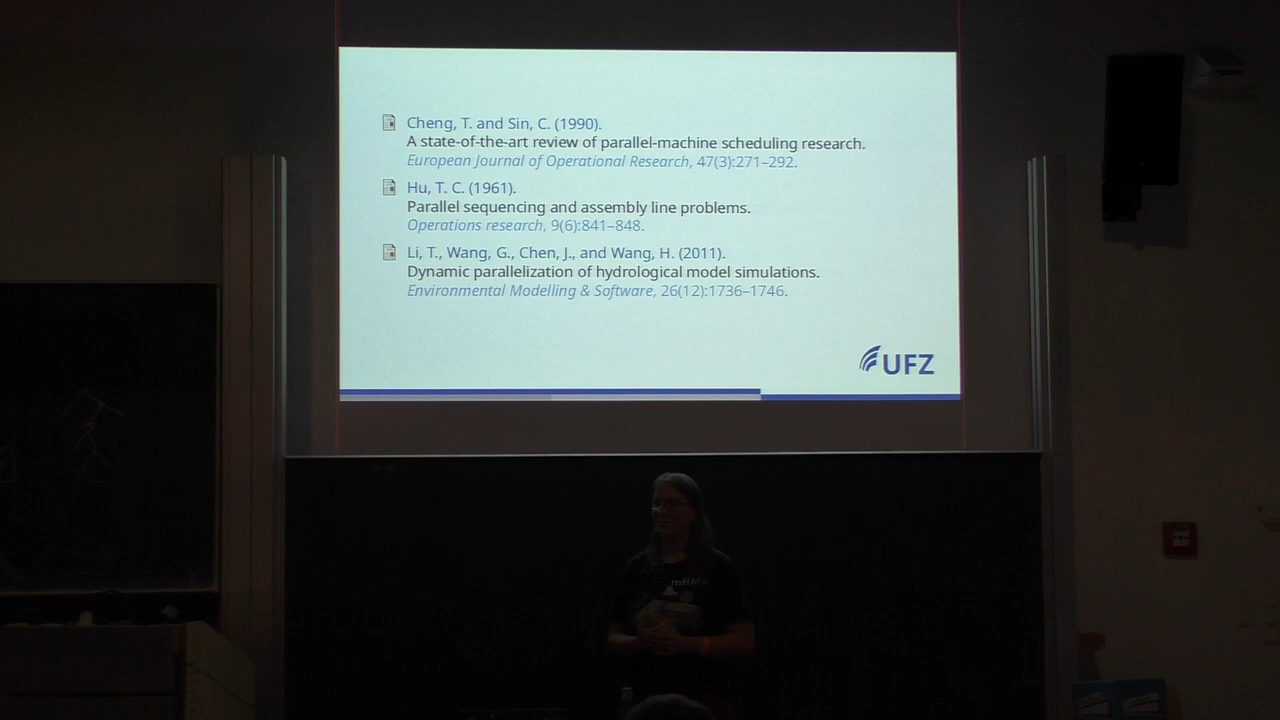 Cheng, T. and Sin, C. (1990).
A state-of-the-art review of parallel-machine scheduling research.
European Journal of Operational Research, 47(3):271–292.
Hu, T. C. (1961).
Parallel sequencing and assembly line problems.
Operations research, 9(6):841–848.
Li, T., Wang, G., Chen, J., and Wang, H. (2011).
Dynamic parallelization of hydrological model simulations.
Environmental Modelling & Software, 26(12):1736–1746.
UFZ
mHM